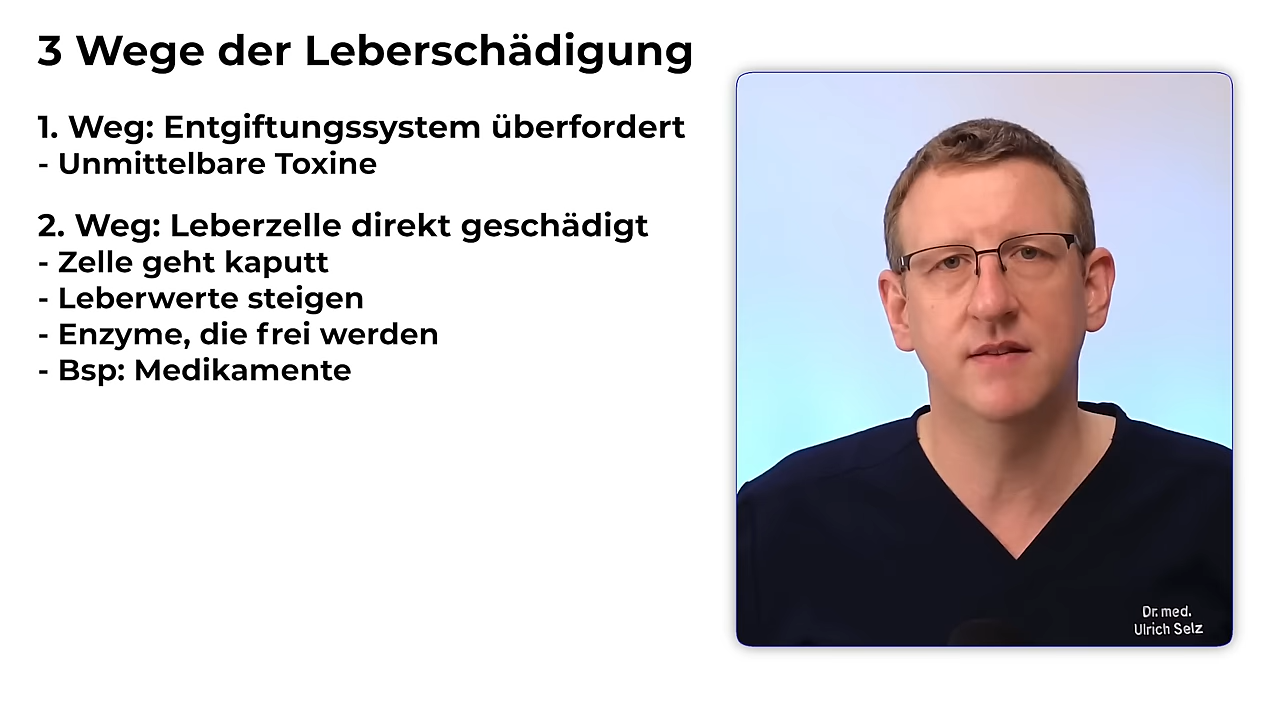 3 Wege der Leberschädigung
1. Weg: Entgiftungssystem überfordert
- Unmittelbare Toxine
2. Weg: Leberzelle direkt geschädigt
- Zelle geht kaputt
- Leberwerte steigen
- Enzyme, die frei werden
- Bsp: Medikamente
Dr. med.
Ulrich Selz